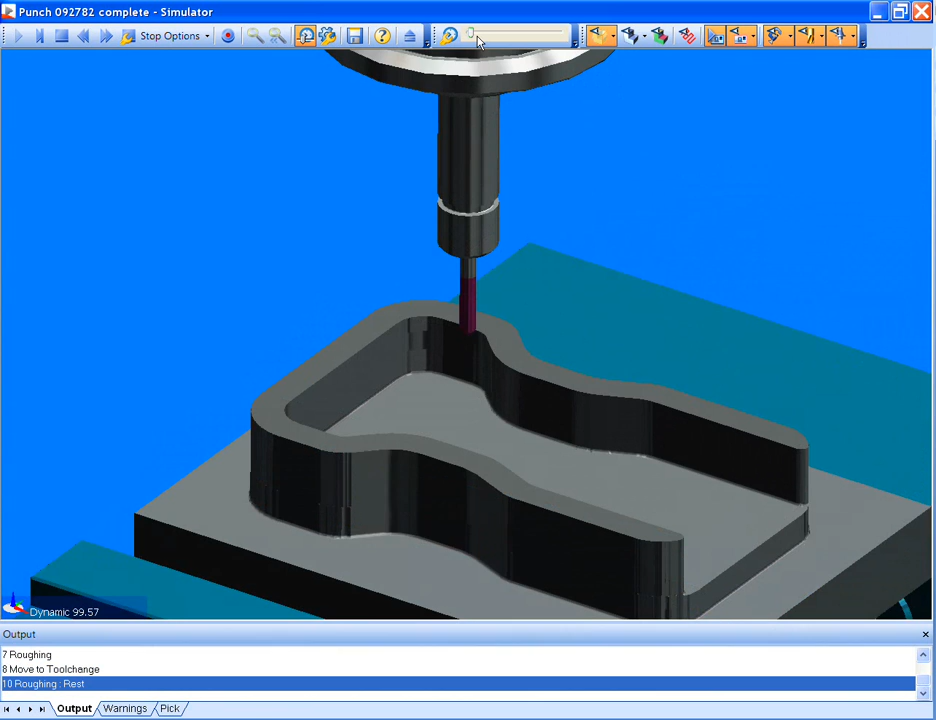 Punch 092782 complete - Simulator
Stop Options
Dynamic 99.57
Output
7 Roughing
8 Move to Toolchange
10 Roughing : Rest
Output Warnings Pick